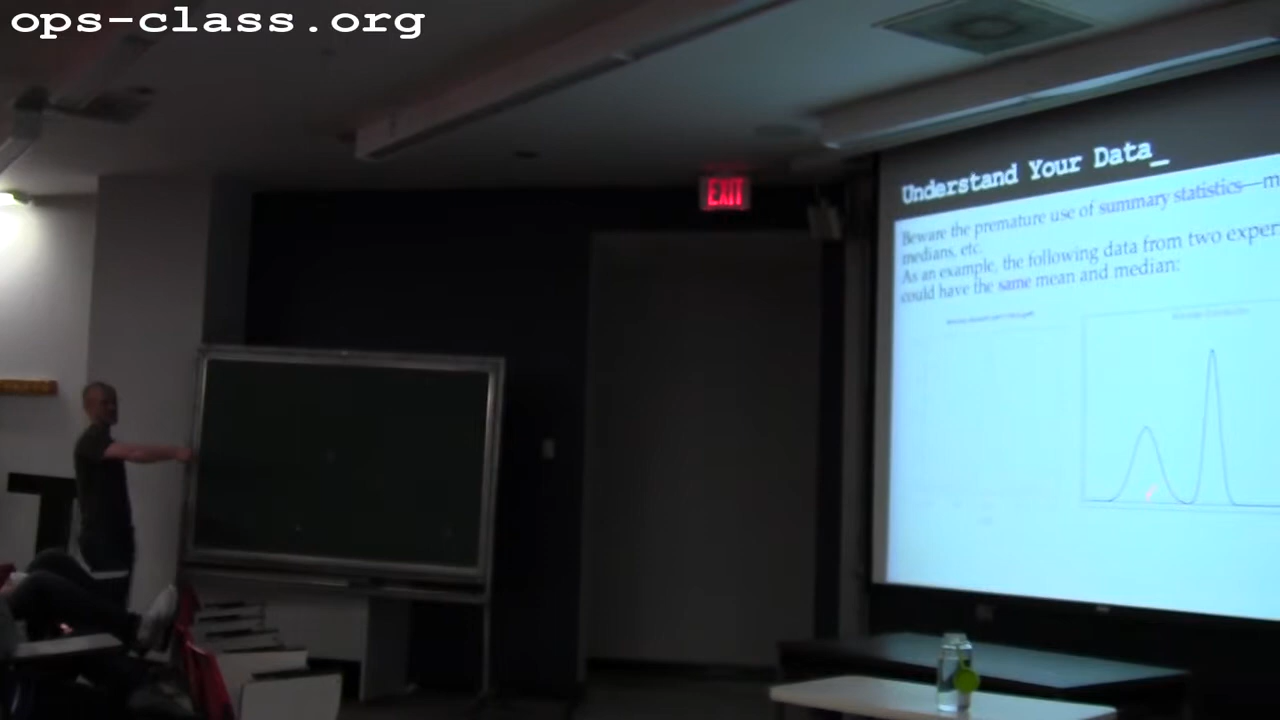 ops-class.org
EXIT
Understand Your Data_
Beware the premature use of summary statistics—m
medians, etc.
As an example, the following data from two exper
could have the same mean and median: